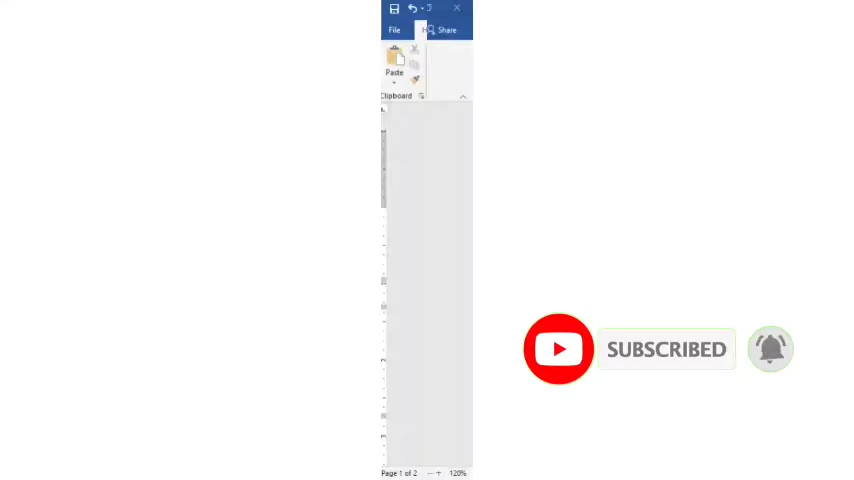 File
Share
Paste
Clipboard
SUBSCRIBED
Page 1 of 2
120%